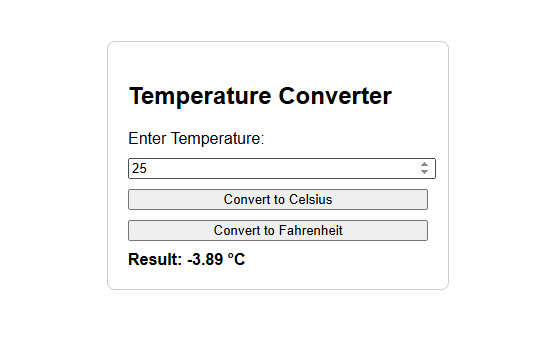 Temperature Converter
Enter Temperature:
25
Convert to Celsius
Convert to Fahrenheit
Result: -3.89 °C